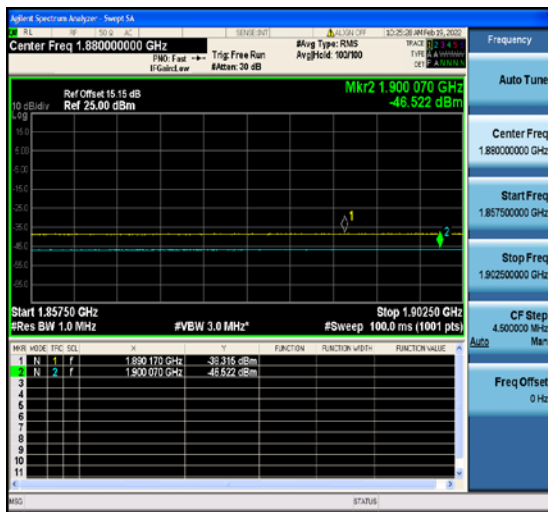 Agilent Spectrum Analyzer - Swept SA
RL RF 50 Ω AC SENSE:INT ALIGN OFF 10:25:28 AM Feb 19, 2022
Center Freq 1.880000000 GHz
PNO: Fast
IFGain:Low
Trig: Free Run
#Atten: 30 dB
#Avg Type: RMS
Avg|Hold: 100/100
TRACE 1 2 3 4 5 6
TYPE
DET P A N N N N
Ref Offset 15.15 dB
10 dB/div Ref 25.00 dBm
Log
Mkr2 1.900 070 GHz
-46.522 dBm
15.0
5.00
-5.00
-15.0
-25.0
-35.0
-45.0
-55.0
-65.0
1
2
Start 1.85750 GHz Stop 1.90250 GHz
#Res BW 1.0 MHz #VBW 3.0 MHz* #Sweep 100.0 ms (1001 pts)
MKR MODE TRC SCL X Y FUNCTION FUNCTION WIDTH FUNCTION VALUE
1 N 1 f 1.890 170 GHz -38.315 dBm
2 N 2 f 1.900 070 GHz -46.522 dBm
3
4
5
6
7
8
9
10
11
MSG STATUS
Frequency
Auto Tune
Center Freq
1.880000000 GHz
Start Freq
1.857500000 GHz
Stop Freq
1.902500000 GHz
CF Step
4.500000 MHz
Auto Man
Freq Offset
0 Hz